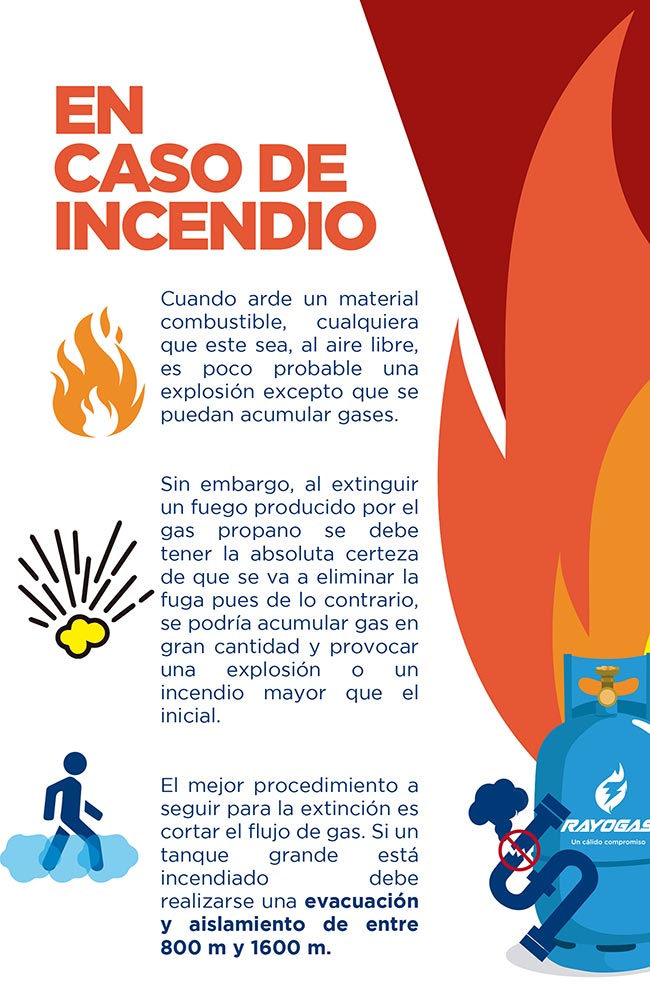 EN
CASO DE
INCENDIO
Cuando arde un material
combustible, cualquiera
que este sea, al aire libre,
es poco probable una
explosión excepto que se
puedan acumular gases.
Sin embargo, al extinguir
un fuego producido por el
gas propano se debe
tener la absoluta certeza
de que se va a eliminar la
fuga pues de lo contrario,
se podría acumular gas en
gran cantidad y provocar
una explosión o un
incendio mayor que el
inicial.
El mejor procedimiento a
seguir para la extinción es
cortar el flujo de gas. Si un
tanque grande está
incendiado debe
realizarse una evacuación
y aislamiento de entre
800 m y 1600 m.
RAYOGAS
Un cálido compromiso